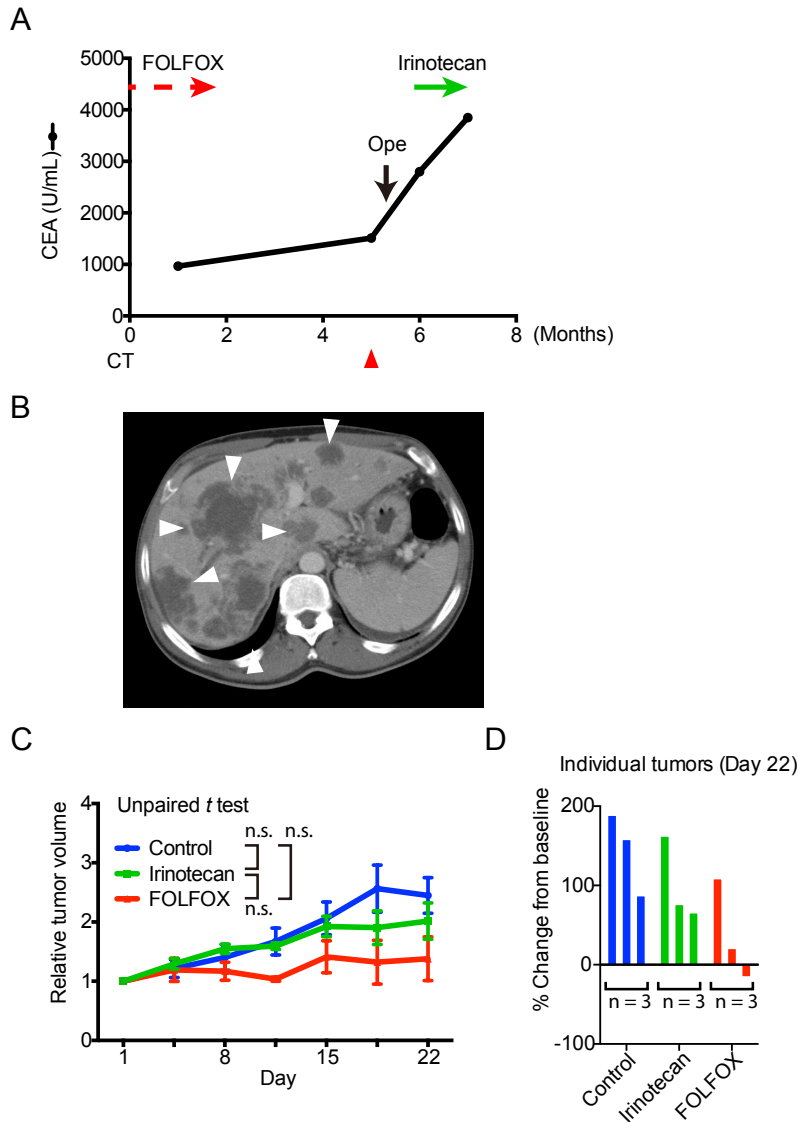 A
FOLFOX
Irinotecan
Ope
CEA (U/mL)
5000
4000
3000
2000
1000
0
0 2 4 6 8 (Months)
CT
B
C
Unpaired t test
n.s. n.s.
Control
Irinotecan
FOLFOX
n.s.
Relative tumor volume
4
3
2
1
0
1 8 15 22
Day
D
Individual tumors (Day 22)
% Change from baseline
200
100
0
-100
n = 3 n = 3 n = 3
Control
Irinotecan
FOLFOX